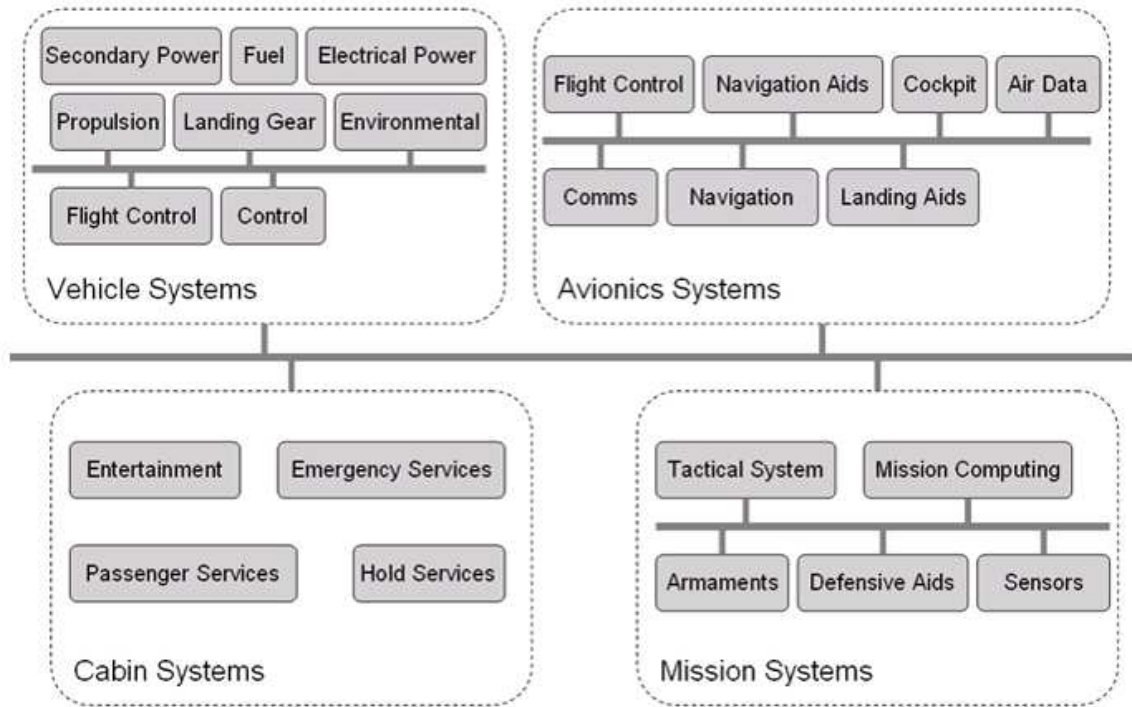 Secondary Power
Fuel
Electrical Power
Propulsion
Landing Gear
Environmental
Flight Control
Control
Vehicle Systems
Flight Control
Navigation Aids
Cockpit
Air Data
Comms
Navigation
Landing Aids
Avionics Systems
Entertainment
Emergency Services
Passenger Services
Hold Services
Cabin Systems
Tactical System
Mission Computing
Armaments
Defensive Aids
Sensors
Mission Systems